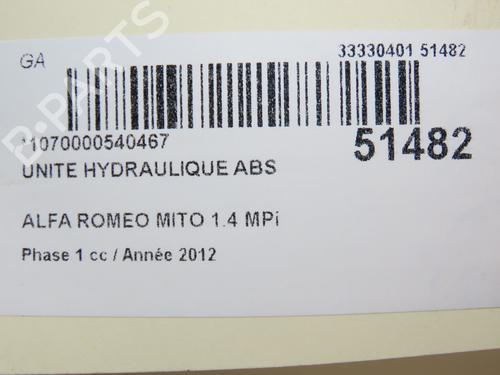 GA
33330401 51482
*1070000540467
51482
UNITE HYDRAULIQUE ABS
ALFA ROMEO MITO 1.4 MPi
Phase 1 cc / Année 2012
B-PARTS